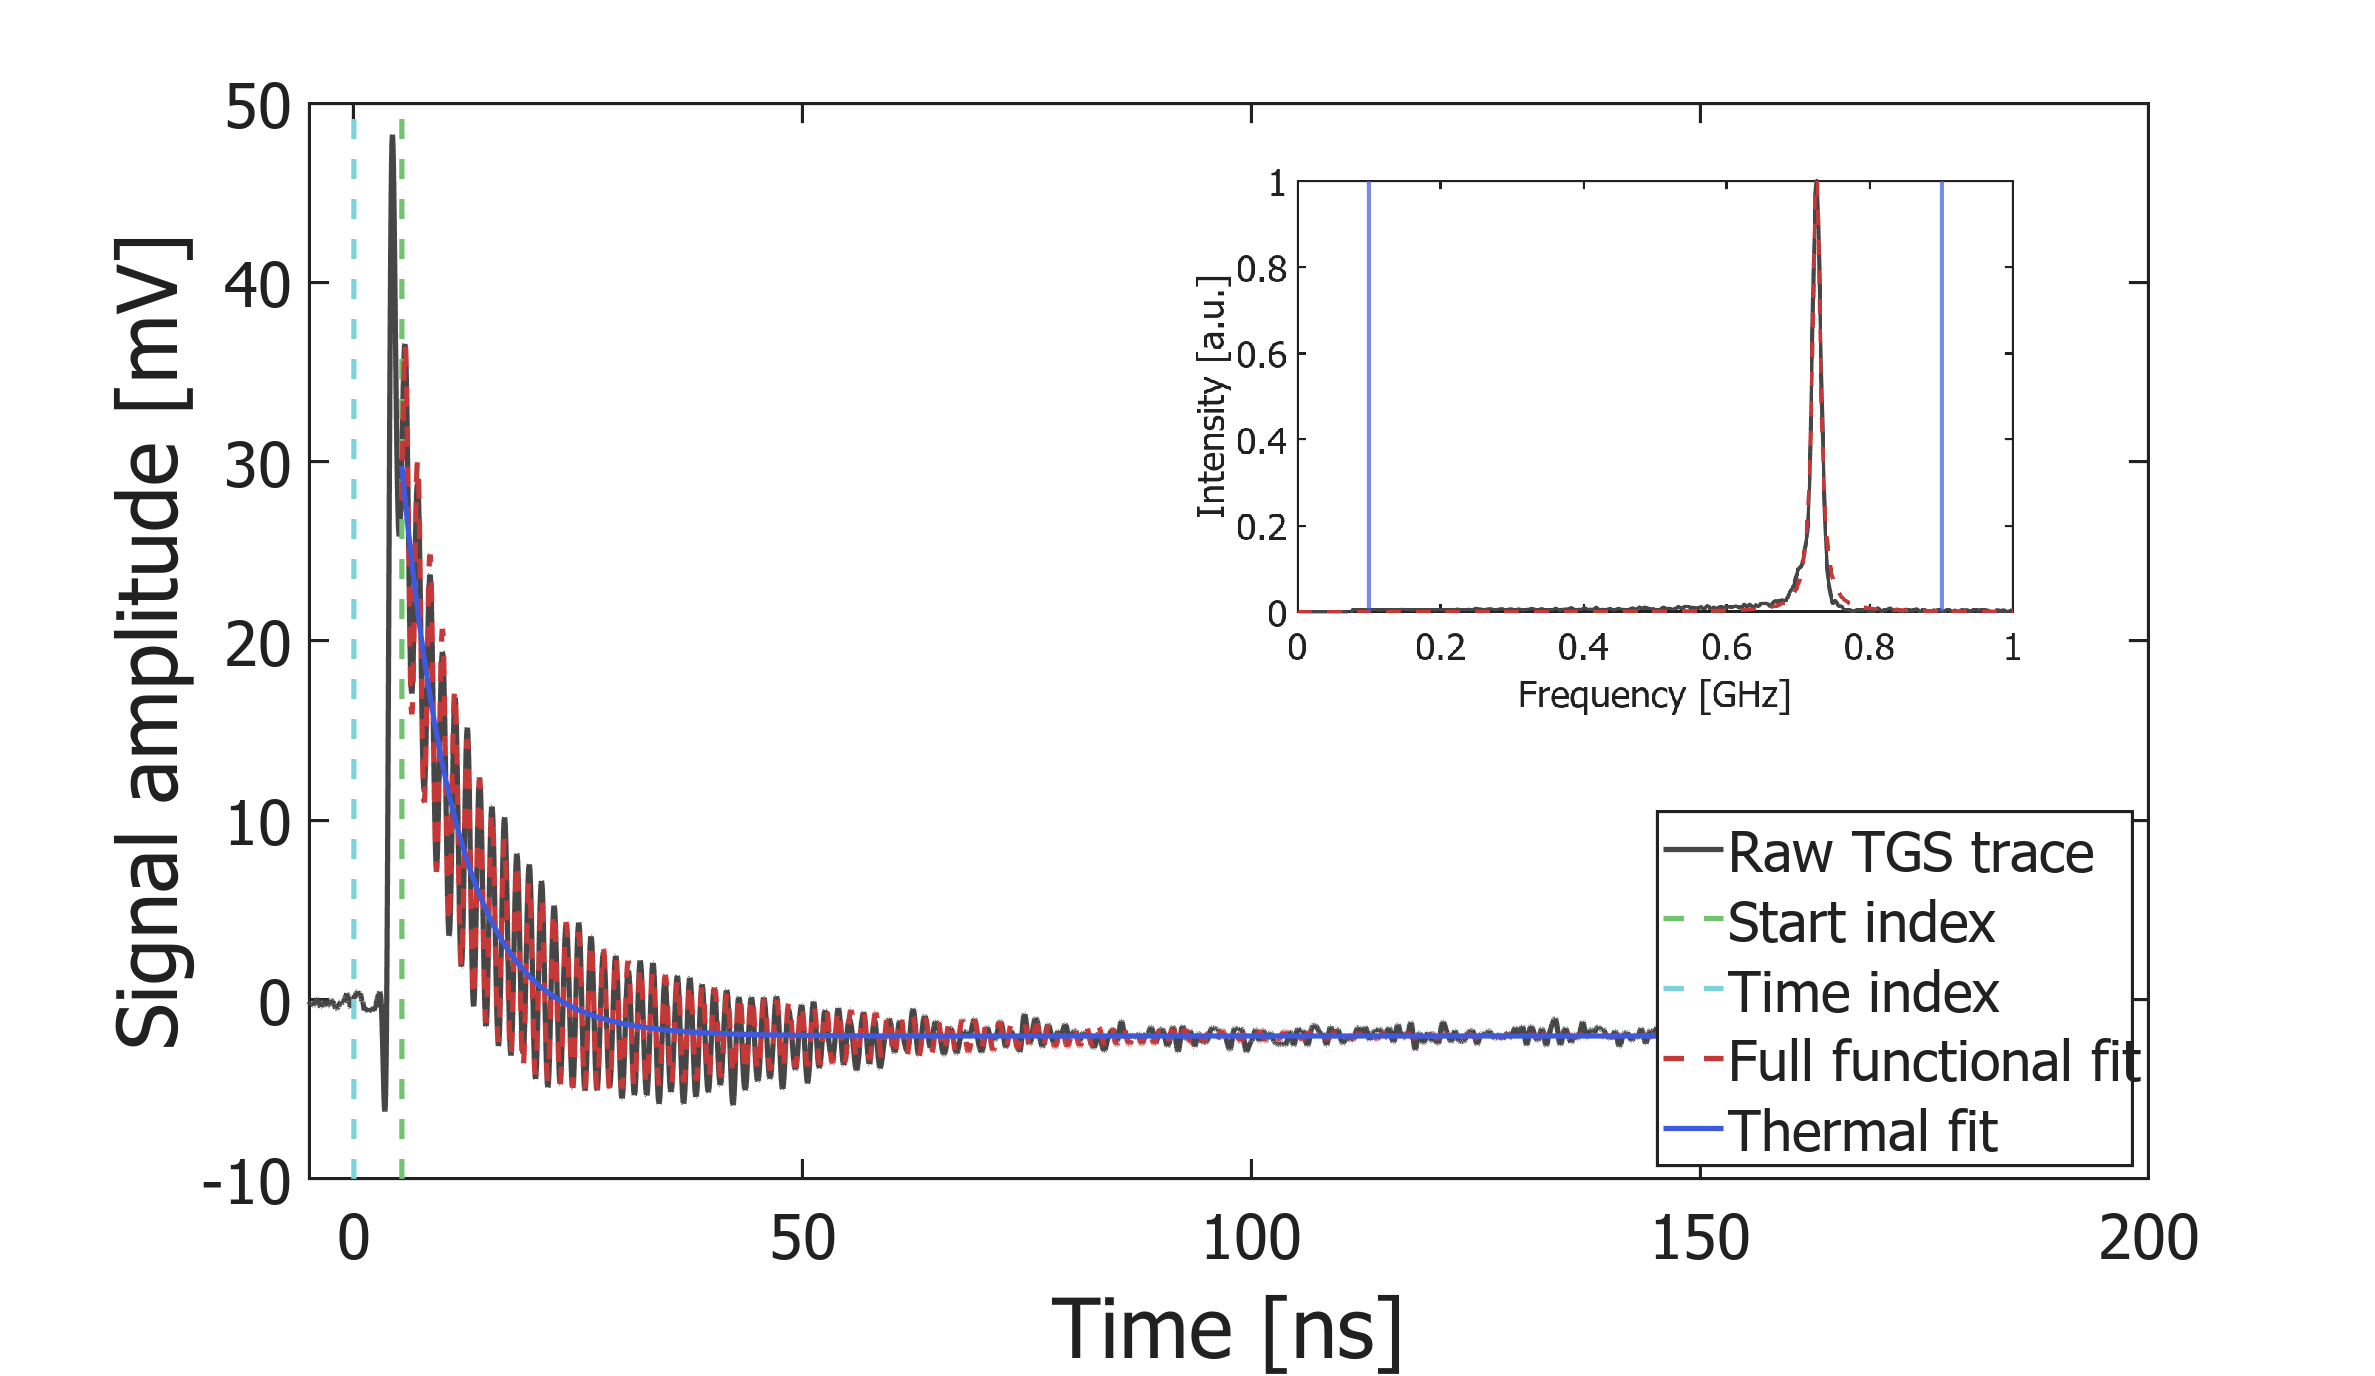 Signal amplitude [mV]
50
40
30
20
10
0
-10
0 50 100 150 200
Time [ns]
Intensity [a.u.]
1
0.8
0.6
0.4
0.2
0
0 0.2 0.4 0.6 0.8 1
Frequency [GHz]
Raw TGS trace
Start index
Time index
Full functional fit
Thermal fit